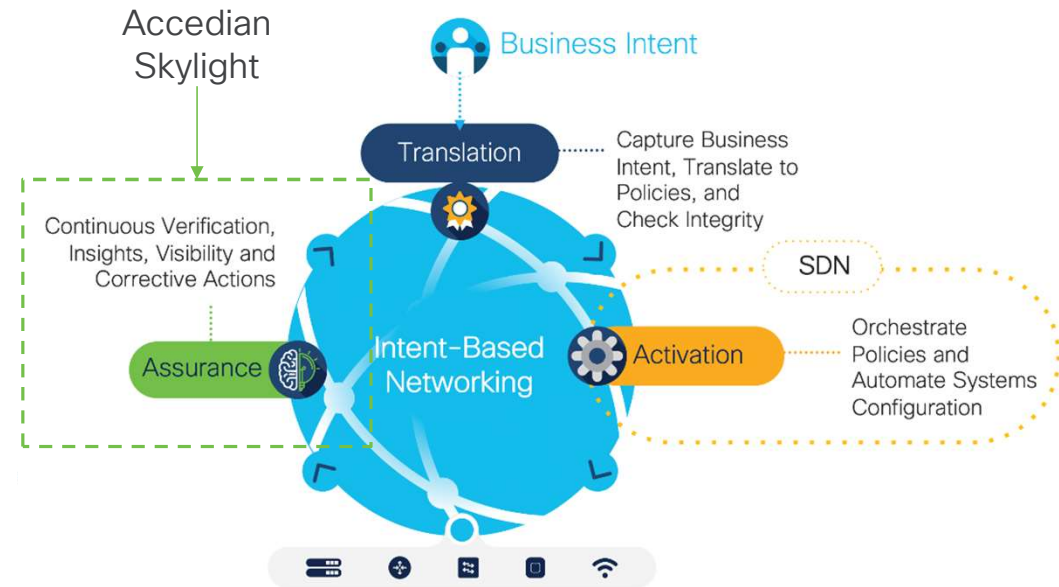 Accedian
Skylight
Business Intent
Translation
Capture Business
Intent, Translate to
Policies, and
Check Integrity
Continuous Verification,
Insights, Visibility and
Corrective Actions
SDN
Assurance
Intent-Based
Networking
Activation
Orchestrate
Policies and
Automate Systems
Configuration